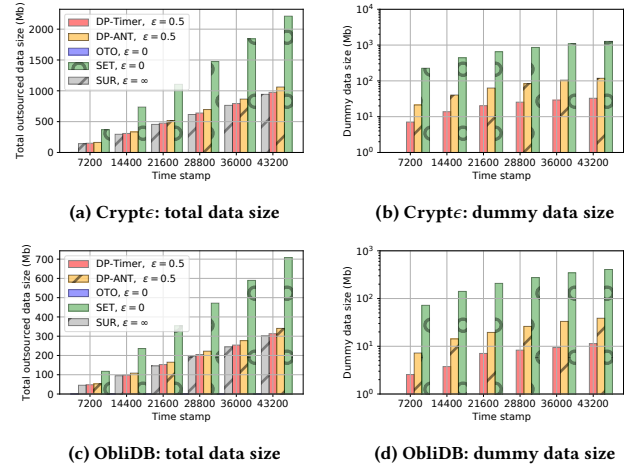 Total outsourced data size (Mb)
2000
1500
1000
500
0
DP-Timer, ε = 0.5
DP-ANT, ε = 0.5
OTO, ε = 0
SET, ε = 0
SUR, ε = ∞
7200 14400 21600 28800 36000 43200
Time stamp
(a) Cryptϵ: total data size
Dummy data size (Mb)
10⁴
10³
10²
10¹
10⁰
7200 14400 21600 28800 36000 43200
Time stamp
(b) Cryptϵ: dummy data size
Total outsourced data size (Mb)
700
600
500
400
300
200
100
0
DP-Timer, ε = 0.5
DP-ANT, ε = 0.5
OTO, ε = 0
SET, ε = 0
SUR, ε = ∞
7200 14400 21600 28800 36000 43200
Time stamp
(c) ObliDB: total data size
Dummy data size (Mb)
10³
10²
10¹
10⁰
7200 14400 21600 28800 36000 43200
Time stamp
(d) ObliDB: dummy data size